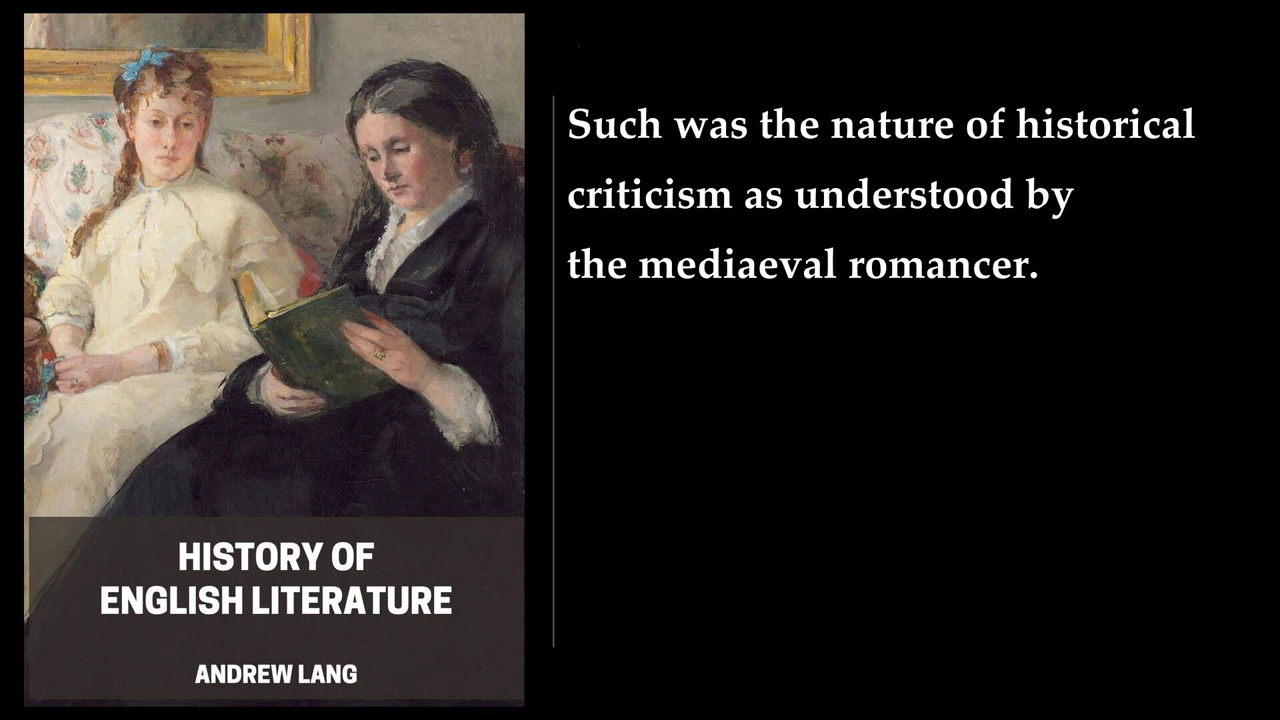 Such was the nature of historical
criticism as understood by
the mediaeval romancer.
HISTORY OF
ENGLISH LITERATURE
ANDREW LANG